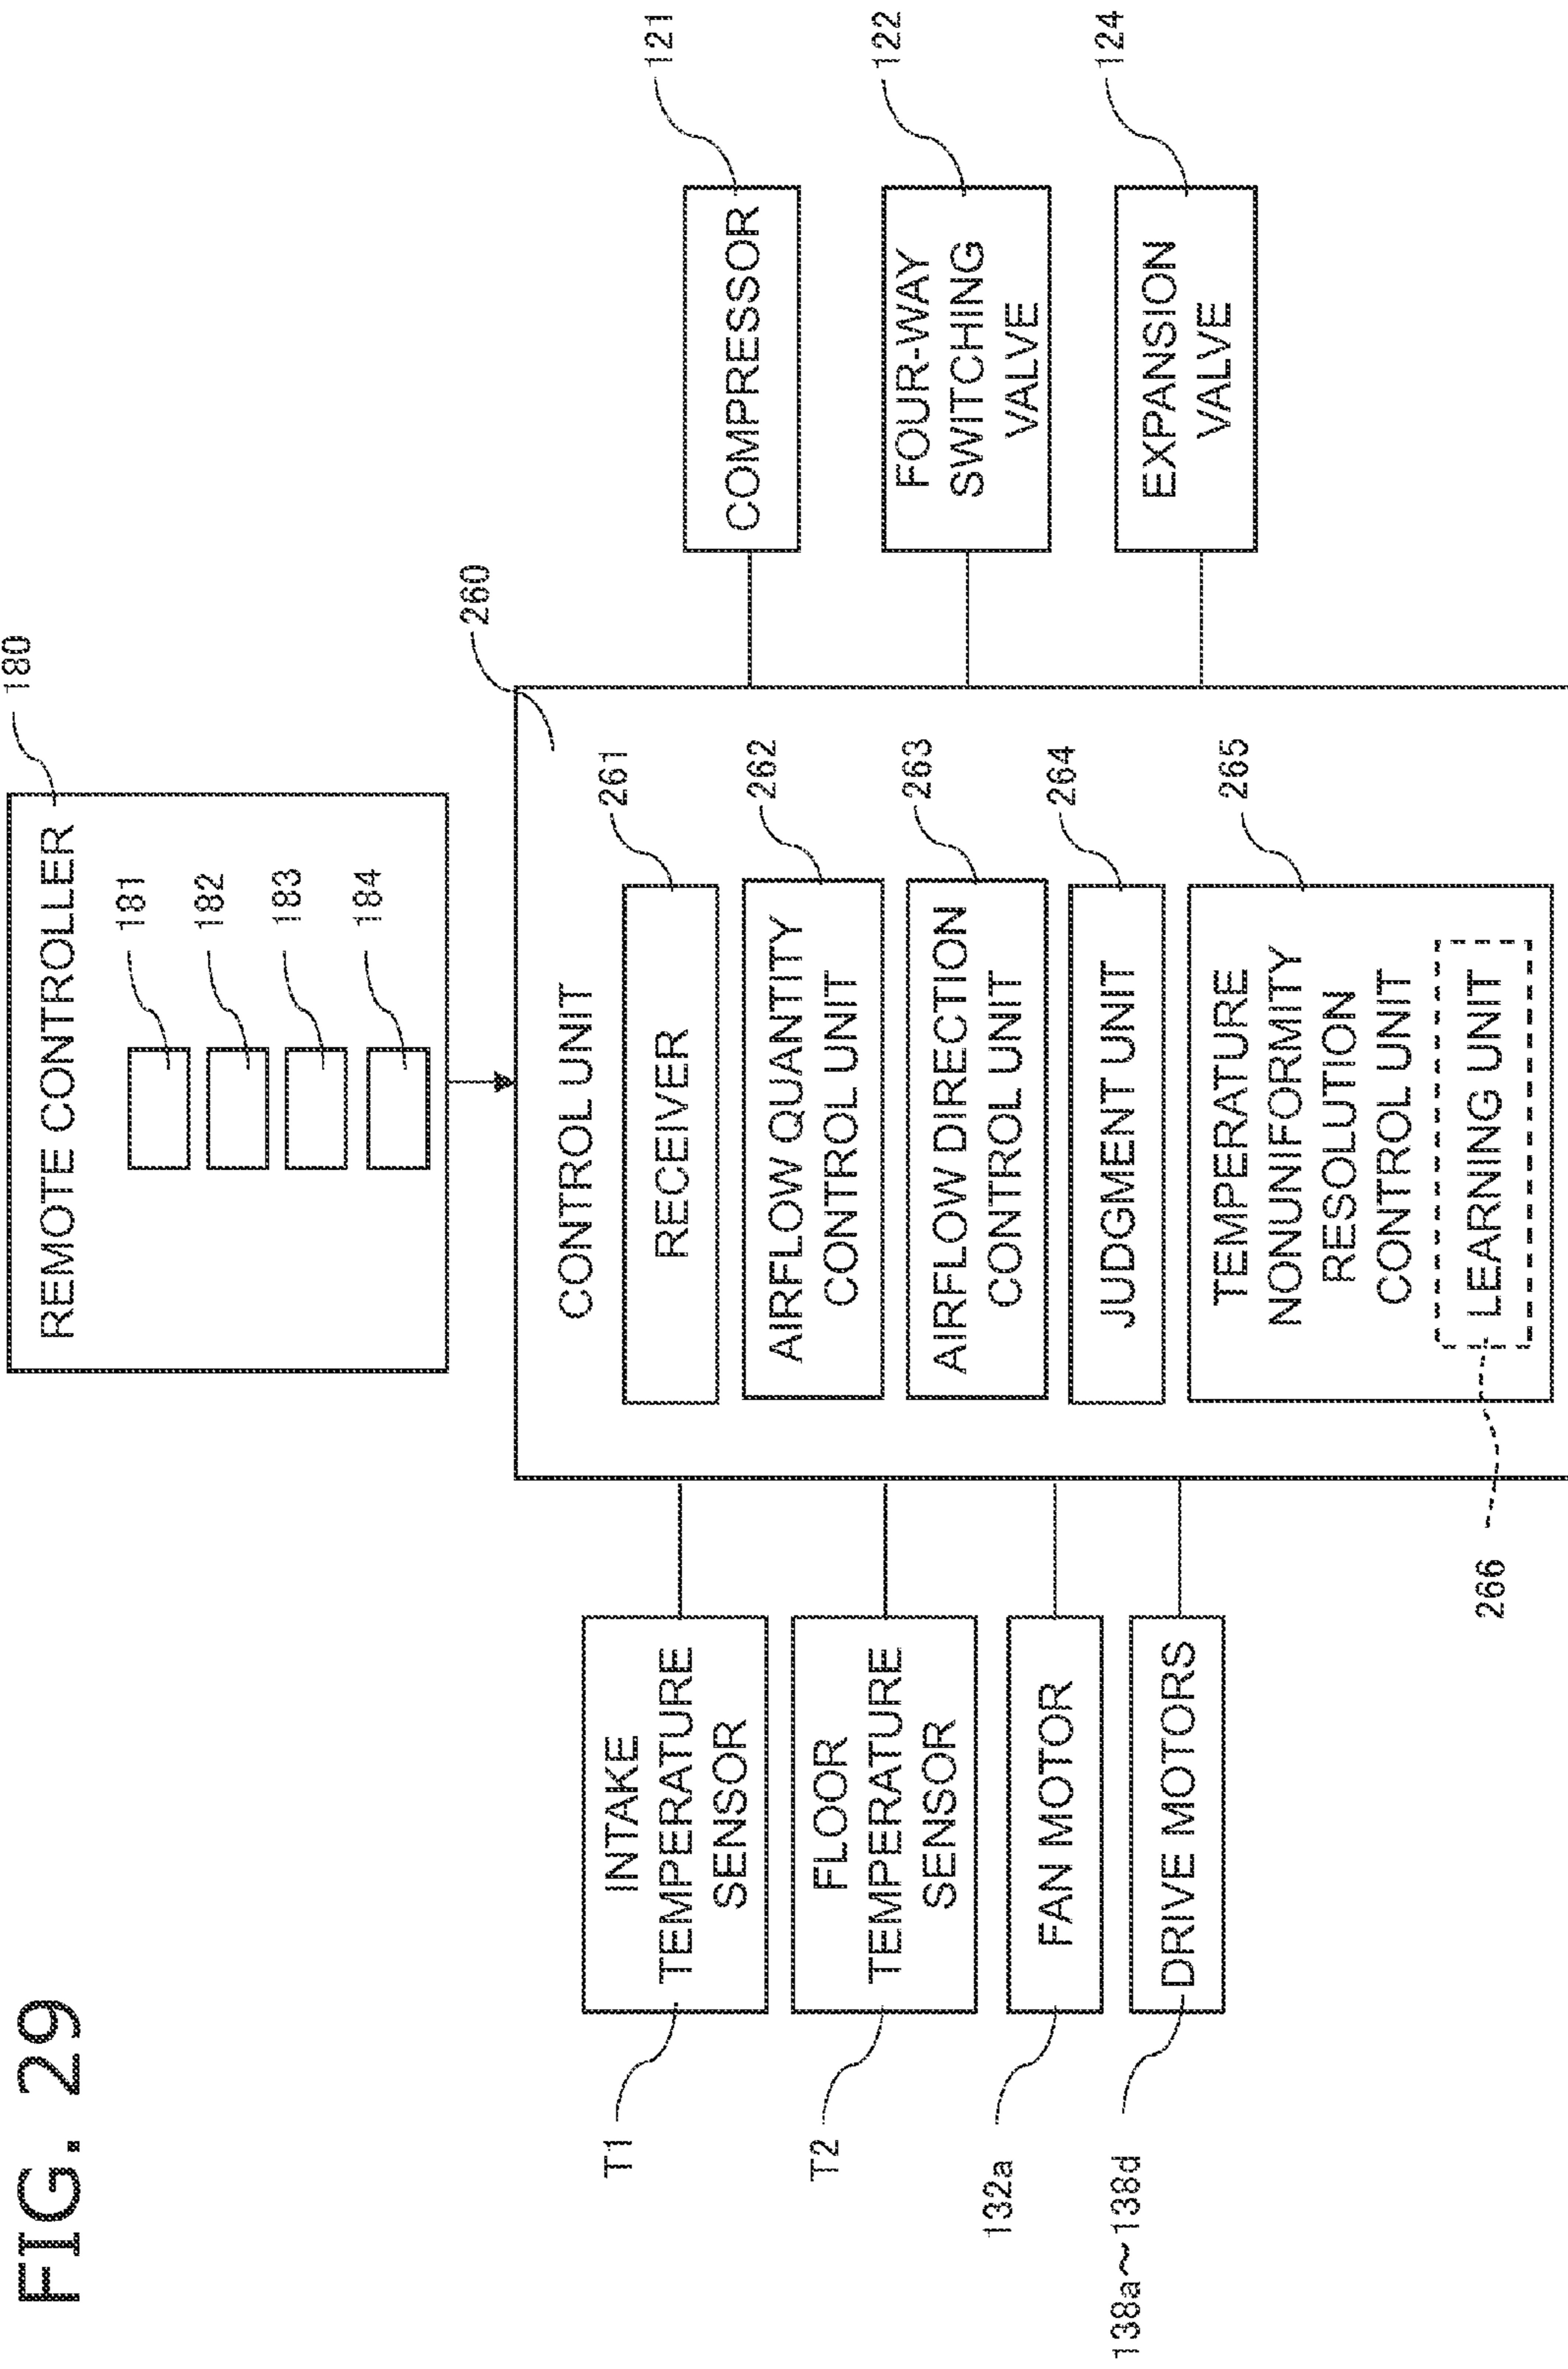 FIG. 29
REMOTE CONTROLLER
180
181
182
183
184
260
CONTROL UNIT
261
RECEIVER
262
AIRFLOW QUANTITY
CONTROL UNIT
263
AIRFLOW DIRECTION
CONTROL UNIT
264
JUDGMENT UNIT
265
TEMPERATURE
NONUNIFORMITY
RESOLUTION
CONTROL UNIT
LEARNING UNIT
266
T1
INTAKE
TEMPERATURE
SENSOR
T2
FLOOR
TEMPERATURE
SENSOR
132a
FAN MOTOR
138a～138d
DRIVE MOTORS
COMPRESSOR
121
FOUR-WAY
SWITCHING
VALVE
122
EXPANSION
VALVE
124